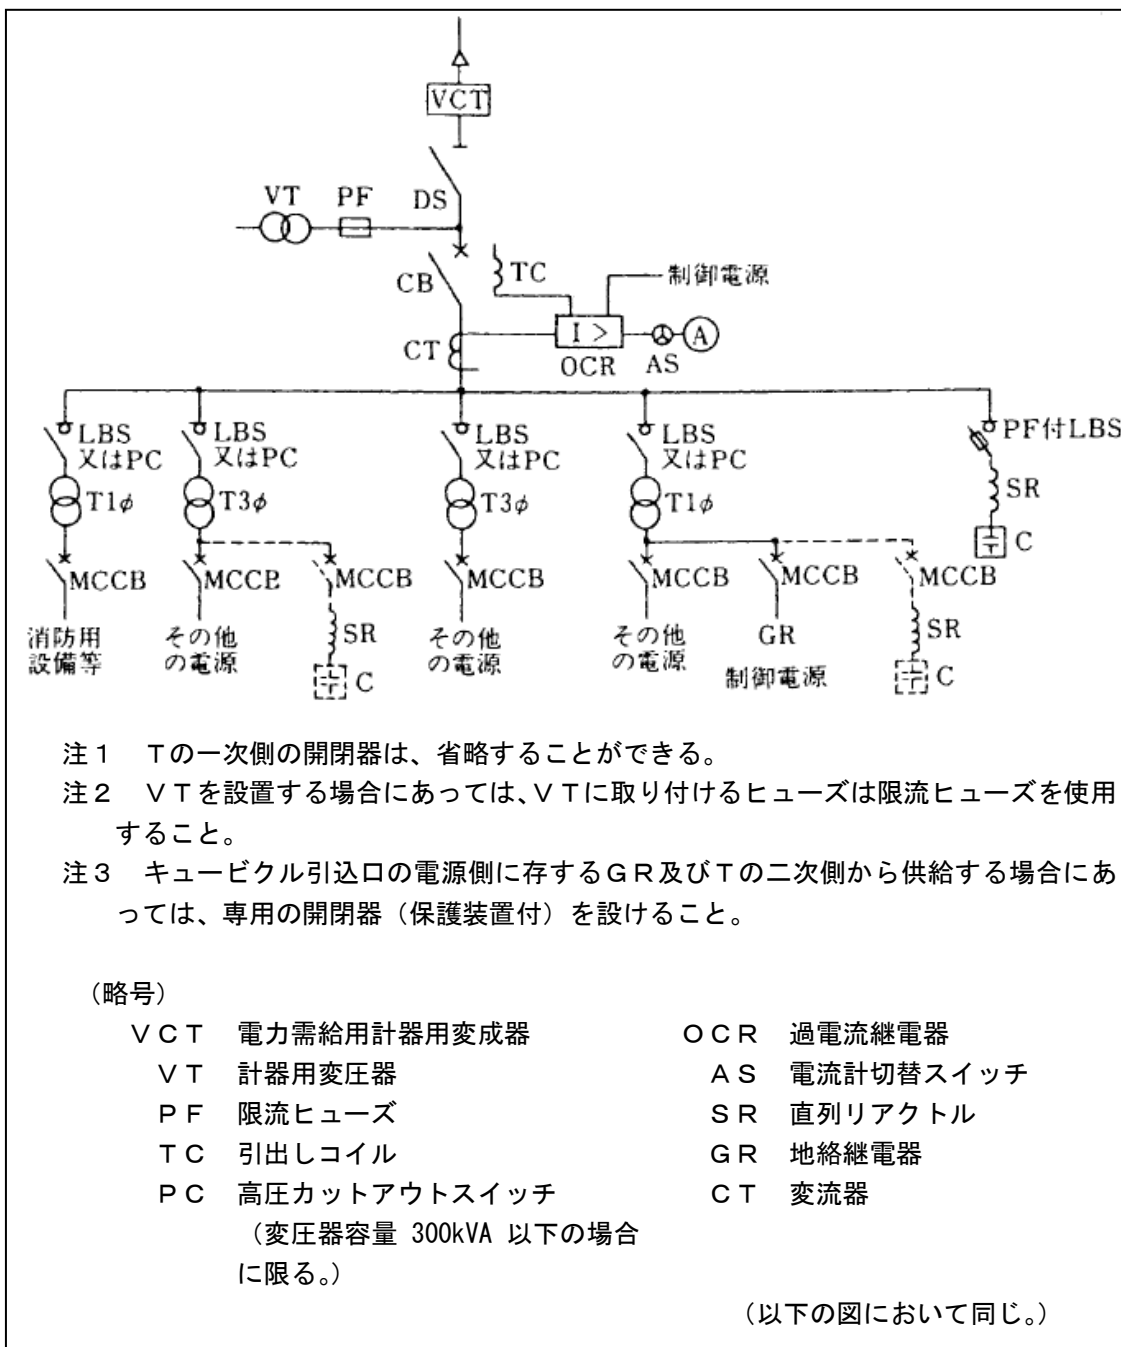 VCT
VT PF DS
CB TC 制御電源
I >
A
CT OCR AS
LBS
又はPC
LBS
又はPC
LBS
又はPC
LBS
又はPC
PF付LBS
T1φ T3φ T3φ T1φ SR
C
MCCB MCCB MCCB MCCB MCCB MCCB MCCB
消防用
設備等
その他
の電源
SR
C
その他
の電源
その他
の電源
GR
制御電源
SR
C
注1 Tの一次側の開閉器は、省略することができる。
注2 VTを設置する場合にあっては、VTに取り付けるヒューズは限流ヒューズを使用
すること。
注3 キュービクル引込口の電源側に存するGR及びTの二次側から供給する場合にあ
っては、専用の開閉器(保護装置付)を設けること。
(略号)
VCT 電力需給用計器用変成器 OCR 過電流継電器
VT 計器用変圧器 AS 電流計切替スイッチ
PF 限流ヒューズ SR 直列リアクトル
TC 引出しコイル GR 地絡継電器
PC 高圧カットアウトスイッチ CT 変流器
(変圧器容量 300kVA 以下の場合
に限る。)
(以下の図において同じ。)